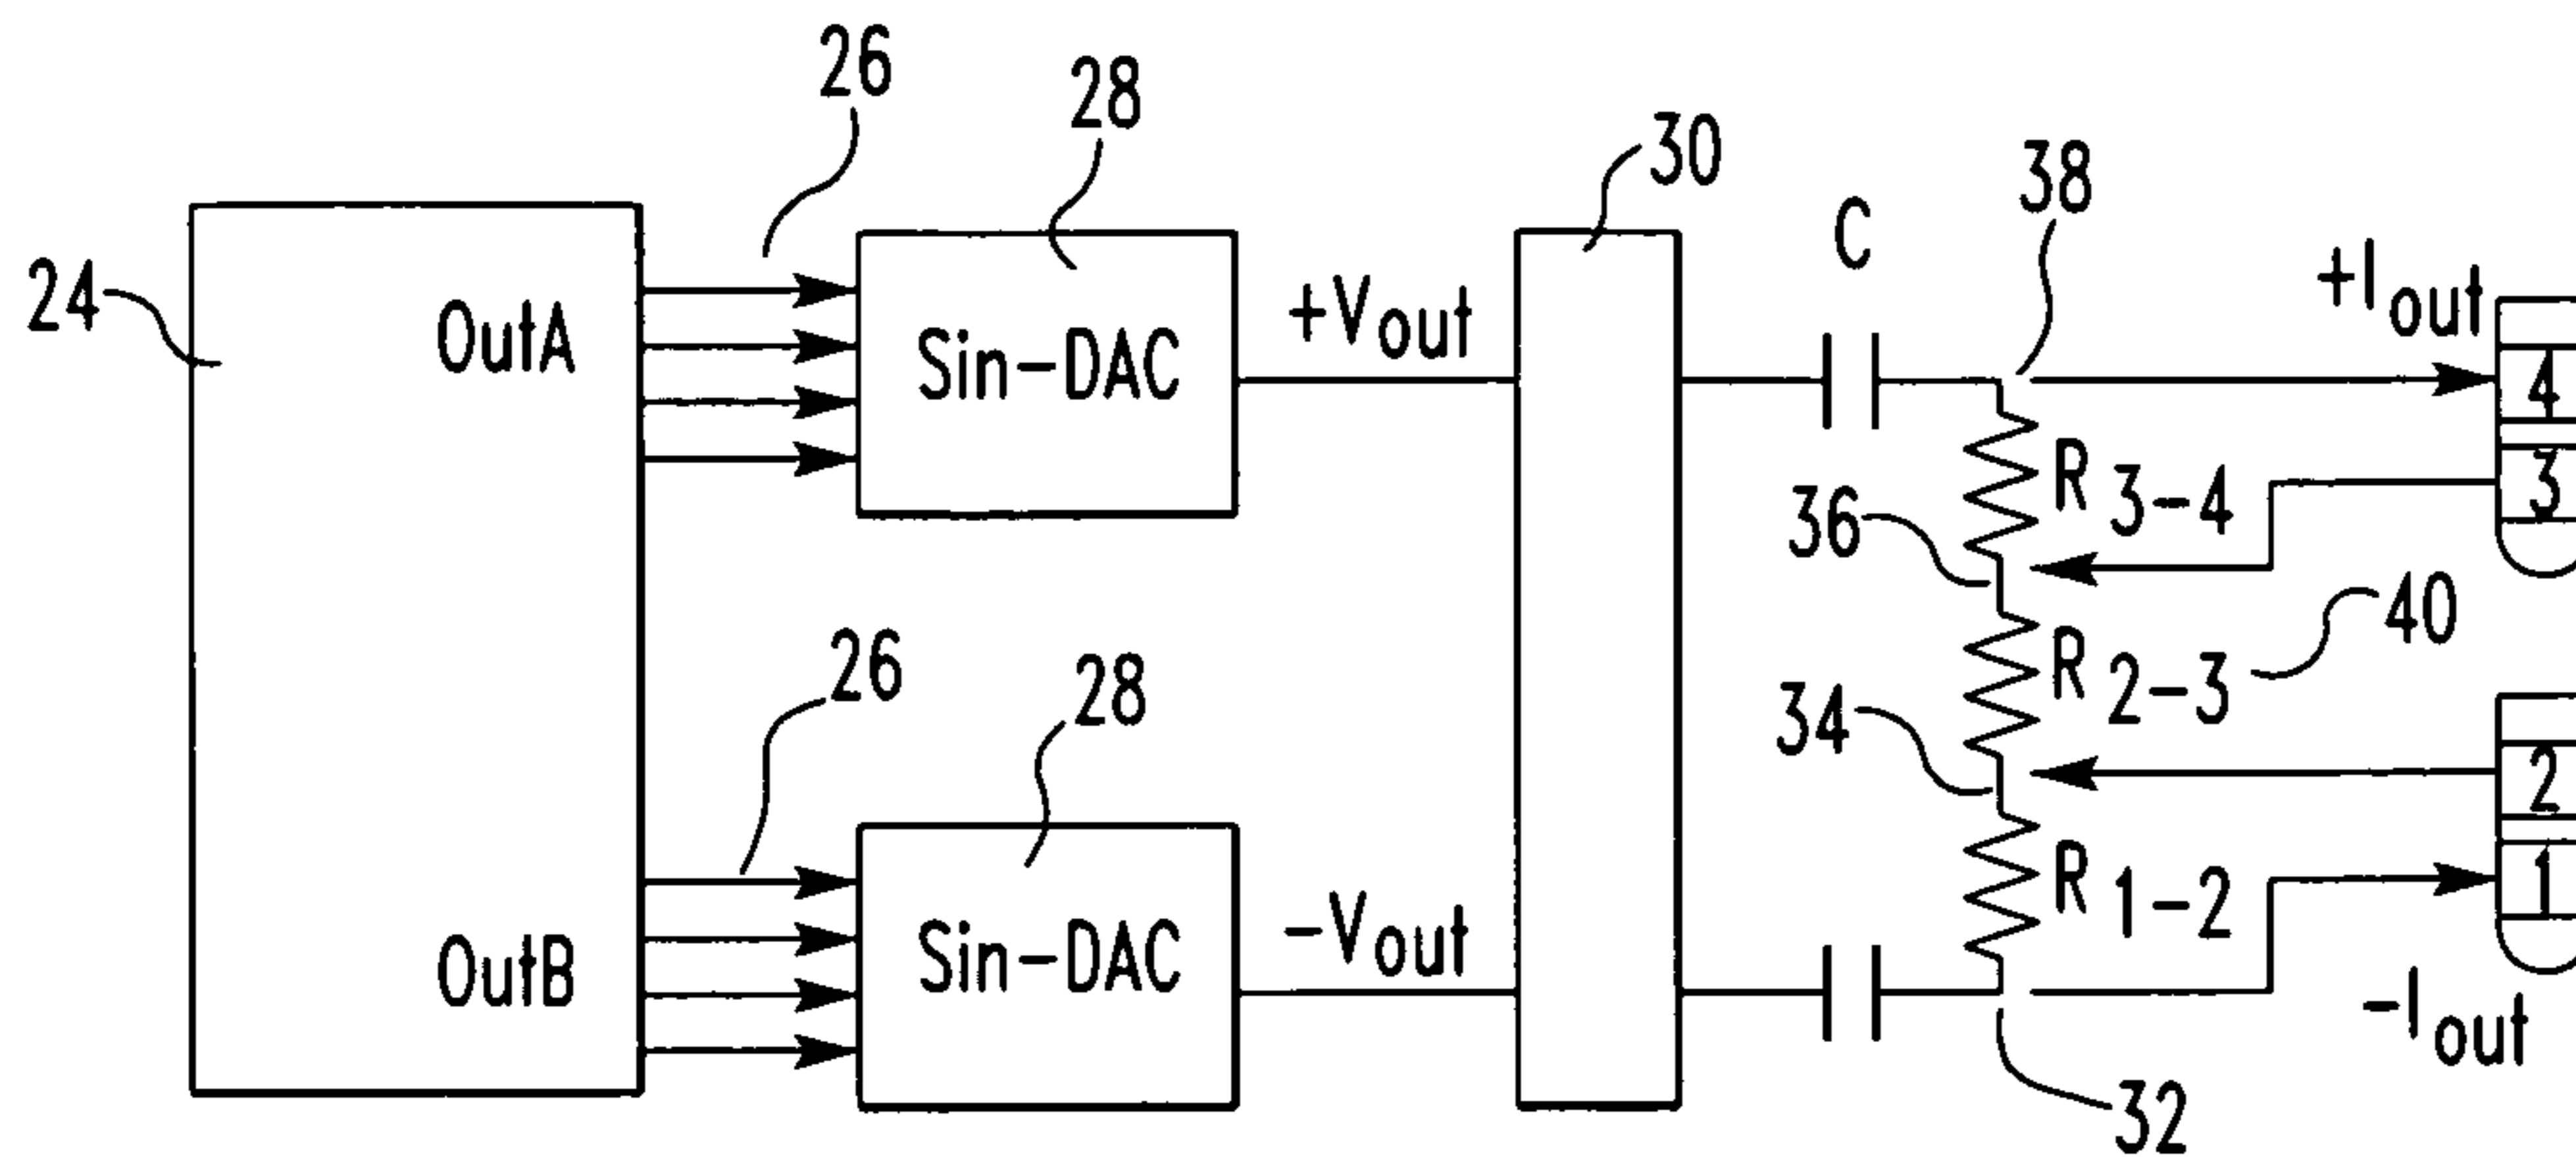 26
28
30
38
C
24
OutA
Sin-DAC
+Vout
+Iout
4
3
R 3-4
36
40
R 2-3
34
26
28
2
1
R 1-2
OutB
Sin-DAC
-Vout
-Iout
32